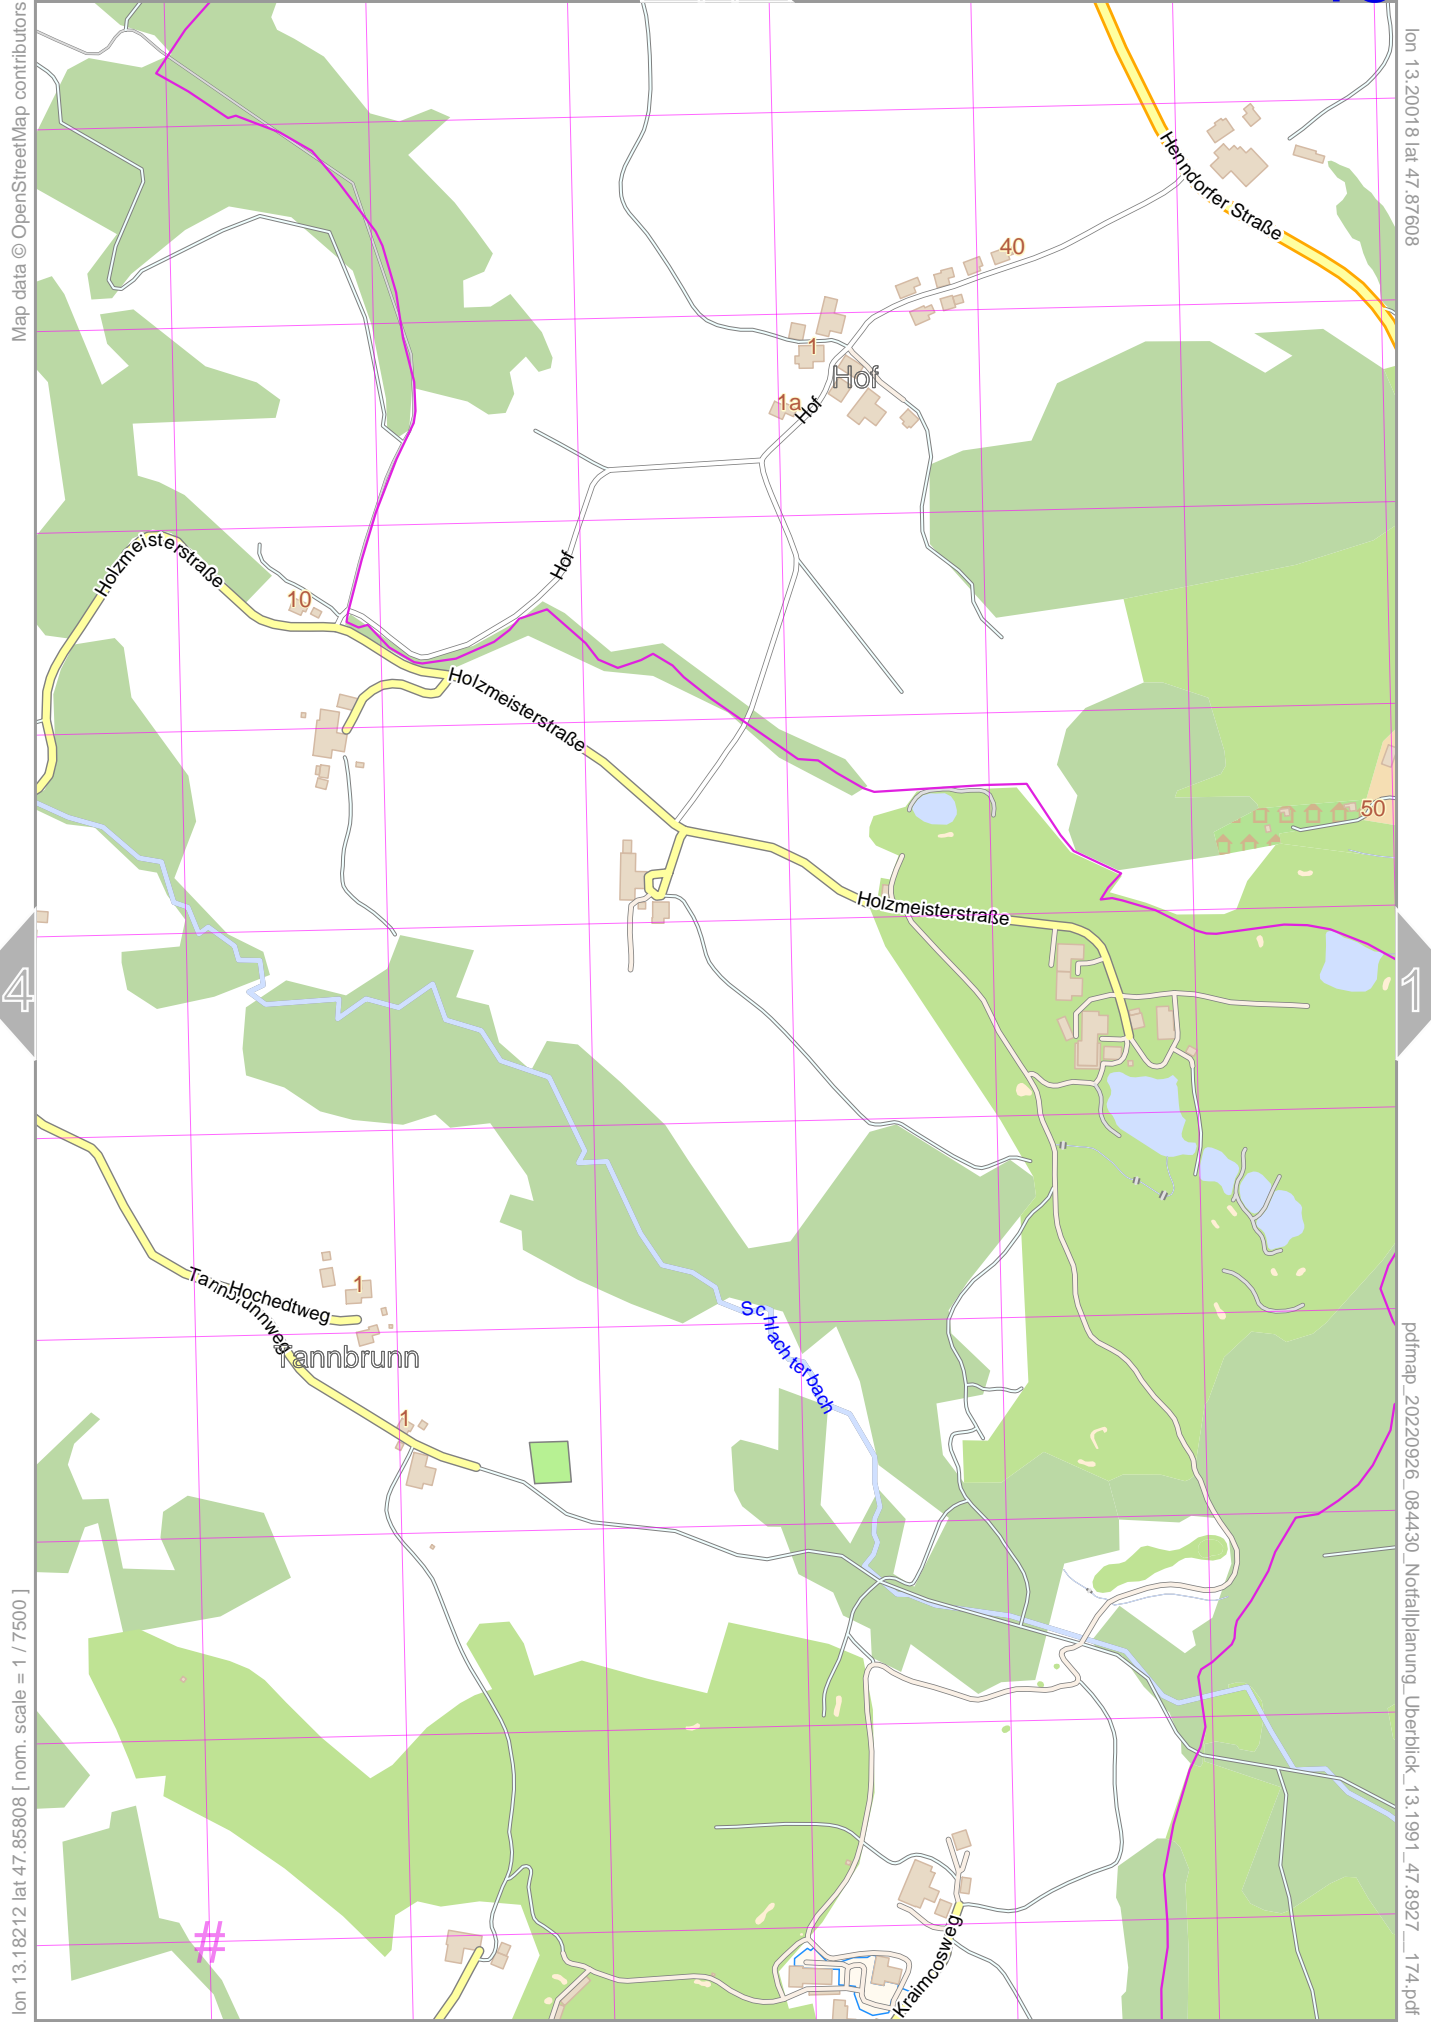 Map data © OpenStreetMap contributors
lon 13.20018 lat 47.87608
Henndorfer Straße
40
1
Hof
1a
Hof
Hof
Holzmeisterstraße
10
Holzmeisterstraße
50
Holzmeisterstraße
4
1
Tannbrunnweg
Hochedtweg
1
Tannbrunn
Schlachterbach
1
Kraimcosweg
#
lon 13.18212 lat 47.85808 [ nom. scale = 1 / 7500 ]
pdfmap_20220926_084430_Notfallplanung_Uberblick_13.1991_47.8927__174.pdf